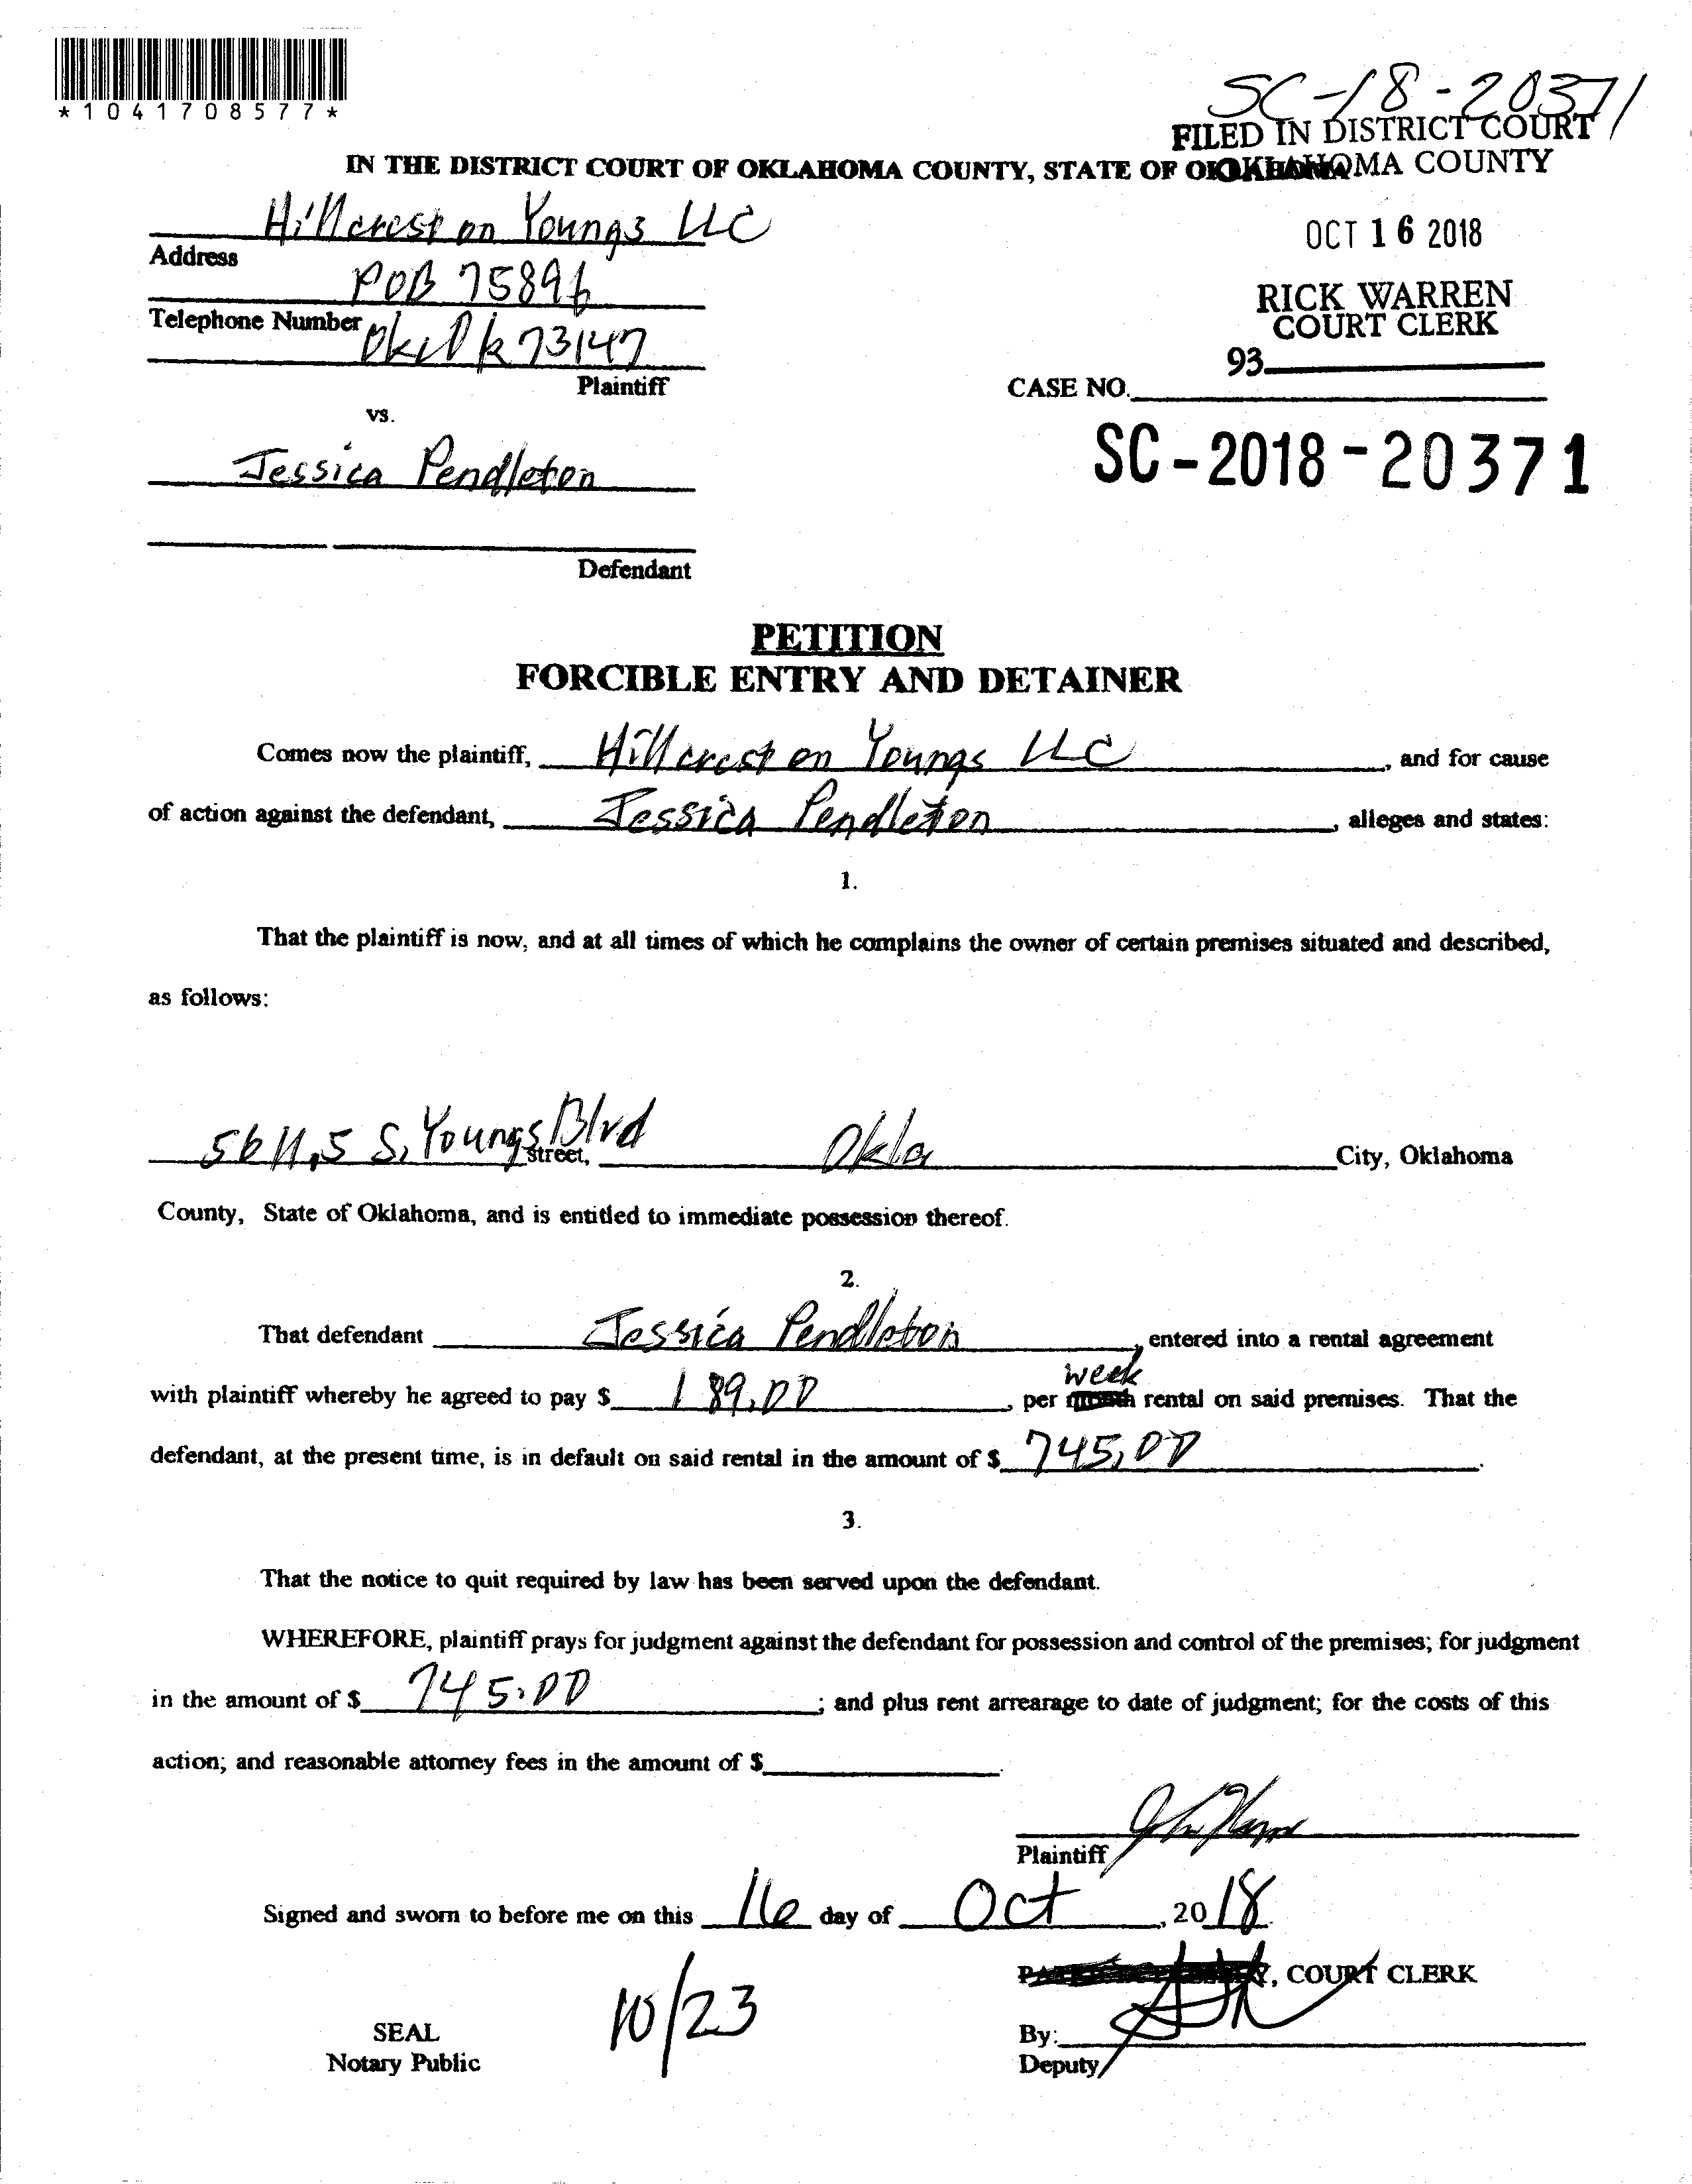 *1041708577*
SC-18-20371
FILED IN DISTRICT COURT
IN THE DISTRICT COURT OF OKLAHOMA COUNTY, STATE OF OKLAHOMA COUNTY
Hillcrest on Youngs LLC
OCT 16 2018
Address
POB 75896
RICK WARREN
COURT CLERK
Telephone Number
Okc Ok 73147
93
Plaintiff
CASE NO.
vs.
Jessica Pendleton
SC-2018-20371
Defendant
PETITION
FORCIBLE ENTRY AND DETAINER
Comes now the plaintiff, Hillcrest on Youngs LLC, and for cause
of action against the defendant, Jessica Pendleton, alleges and states:
1.
That the plaintiff is now, and at all times of which he complains the owner of certain premises situated and described,
as follows:
S. Youngs Blvd Street, Okla City, Oklahoma
County, State of Oklahoma, and is entitled to immediate possession thereof.
2.
That defendant Jessica Pendleton, entered into a rental agreement
week
with plaintiff whereby he agreed to pay $ 189.00, per month rental on said premises. That the
defendant, at the present time, is in default on said rental in the amount of $ 745.00.
3.
That the notice to quit required by law has been served upon the defendant.
WHEREFORE, plaintiff prays for judgment against the defendant for possession and control of the premises; for judgment
in the amount of $ 745.00; and plus rent arrearage to date of judgment; for the costs of this
action; and reasonable attorney fees in the amount of $.
Plaintiff
Signed and sworn to before me on this 16 day of Oct, 2018.
, COURT CLERK
10/23
SEAL
By:
Notary Public
Deputy